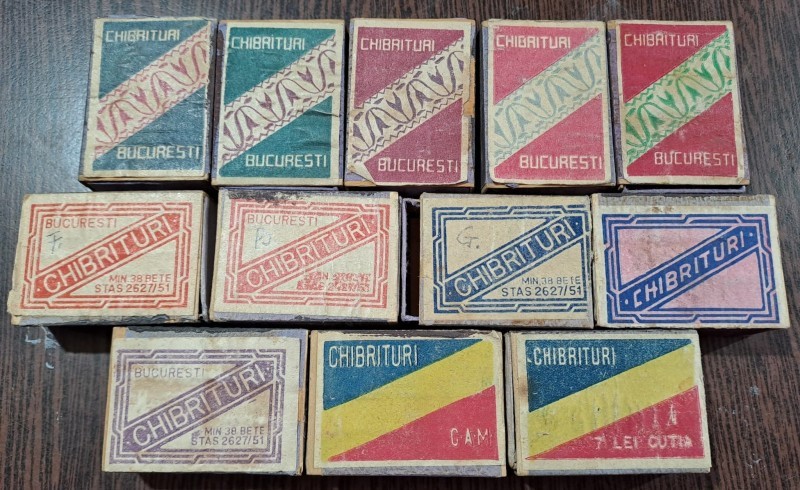 CHIBRITURI
BUCURESTI
CHIBRITURI
BUCURESTI
CHIBRITURI
BUCURESTI
CHIBRITURI
BUCURESTI
CHIBRITURI
BUCURESTI
BUCURESTI
F
CHIBRITURI
MIN 38 BETE
STAS 2627/51
BUCURESTI
CHIBRITURI
G.
CHIBRITURI
MIN 38 BETE
STAS 2627/51
CHIBRITURI
BUCURESTI
CHIBRITURI
MIN 38 BETE
STAS 2627/51
CHIBRITURI
CAM
CHIBRITURI
7 LEI CUTIA